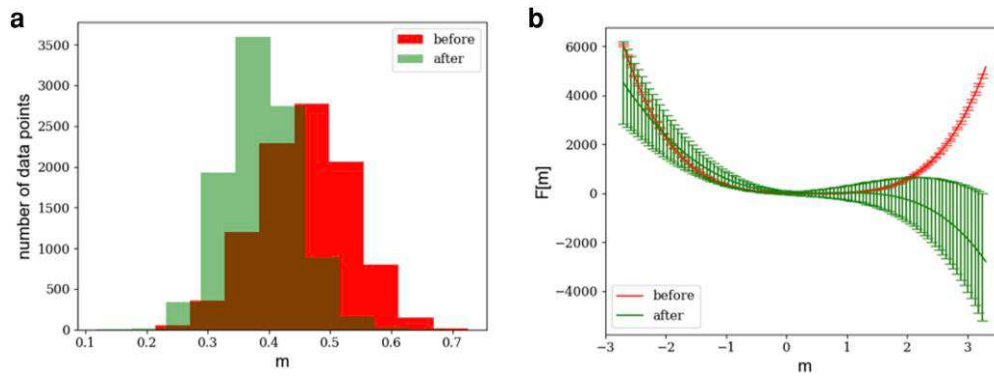 a
before
after
number of data points
3500
3000
2500
2000
1500
1000
500
0
0.1 0.2 0.3 0.4 0.5 0.6 0.7
m
b
F[m]
6000
4000
2000
0
−2000
−4000
before
after
−3 −2 −1 0 1 2 3
m